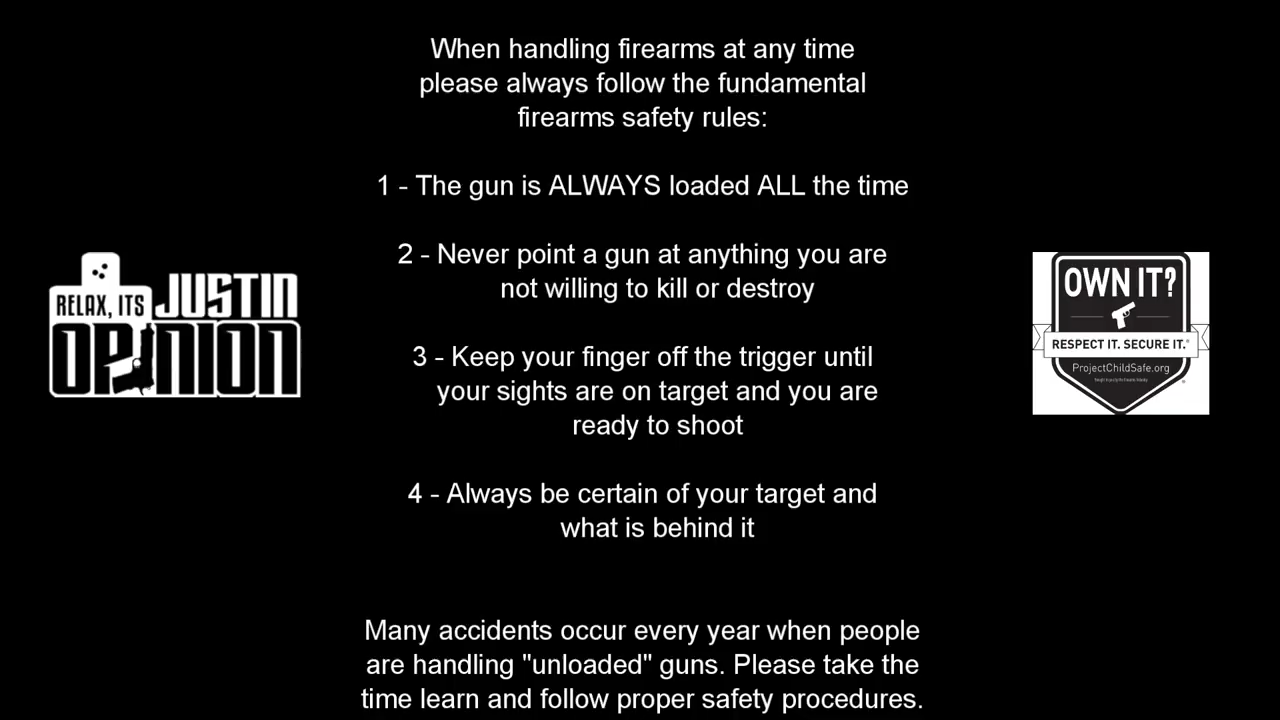 When handling firearms at any time
please always follow the fundamental
firearms safety rules:
1 - The gun is ALWAYS loaded ALL the time
2 - Never point a gun at anything you are
not willing to kill or destroy
3 - Keep your finger off the trigger until
your sights are on target and you are
ready to shoot
4 - Always be certain of your target and
what is behind it
Many accidents occur every year when people
are handling "unloaded" guns. Please take the
time learn and follow proper safety procedures.
RELAX, ITS JUSTIN
OPINION
OWN IT?
RESPECT IT. SECURE IT.®
ProjectChildSafe.org